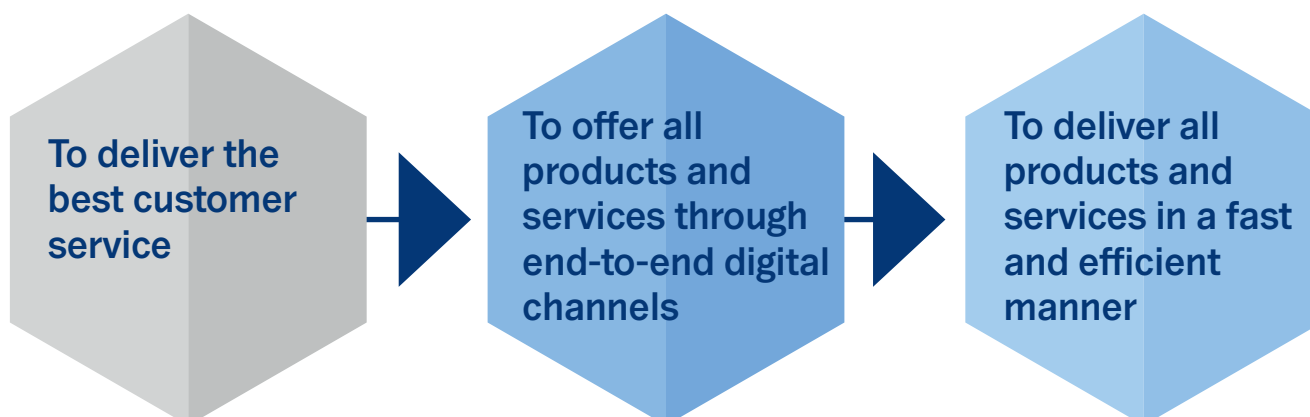 To deliver the
best customer
service
To offer all
products and
services through
end-to-end digital
channels
To deliver all
products and
services in a fast
and efficient
manner